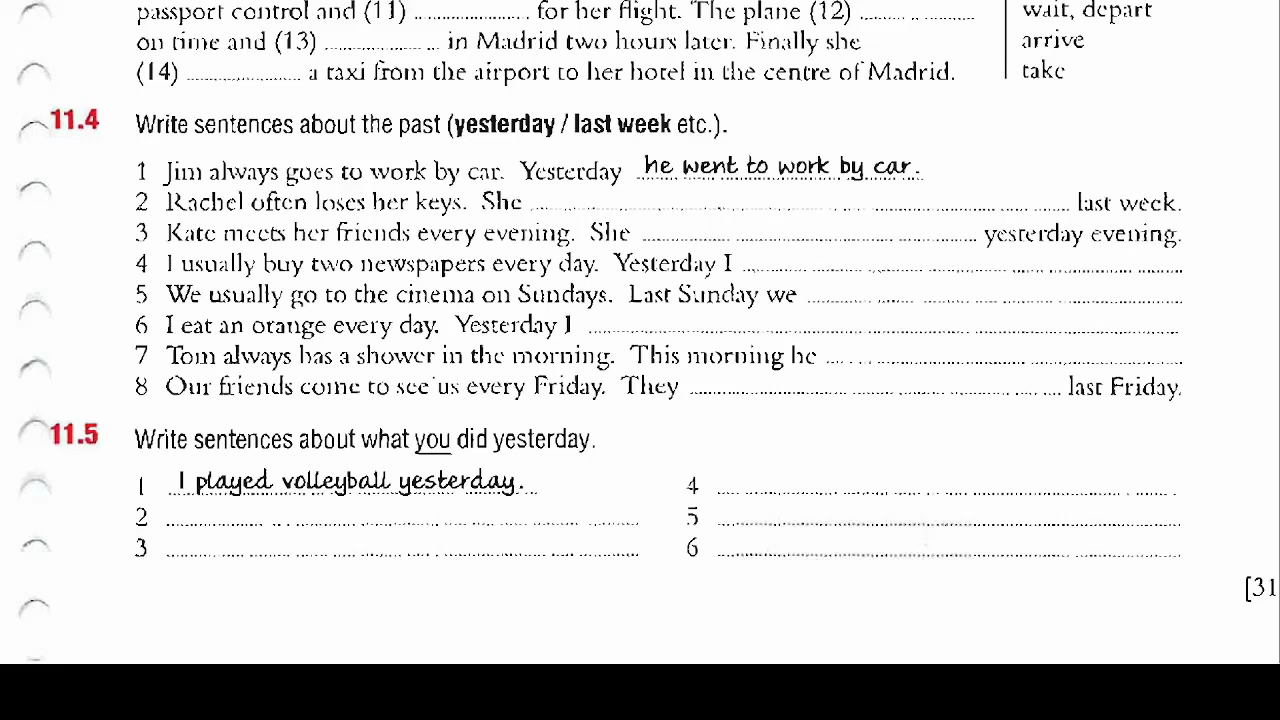 passport control and (11) .............................. for her flight. The plane (12) ..............................
on time and (13) .............................. in Madrid two hours later. Finally she
(14) .............................. a taxi from the airport to her hotel in the centre of Madrid.
wait, depart
arrive
take
11.4 Write sentences about the past (yesterday / last week etc.).
1 Jim always goes to work by car. Yesterday he went to work by car.
2 Rachel often loses her keys. She .............................. last week.
3 Kate meets her friends every evening. She .............................. yesterday evening.
4 I usually buy two newspapers every day. Yesterday I ..............................
5 We usually go to the cinema on Sundays. Last Sunday we ..............................
6 I eat an orange every day. Yesterday I ..............................
7 Tom always has a shower in the morning. This morning he ..............................
8 Our friends come to see us every Friday. They .............................. last Friday.
11.5 Write sentences about what you did yesterday.
1 I played volleyball yesterday.
2 ..............................
3 ..............................
4 ..............................
5 ..............................
6 ..............................
[31